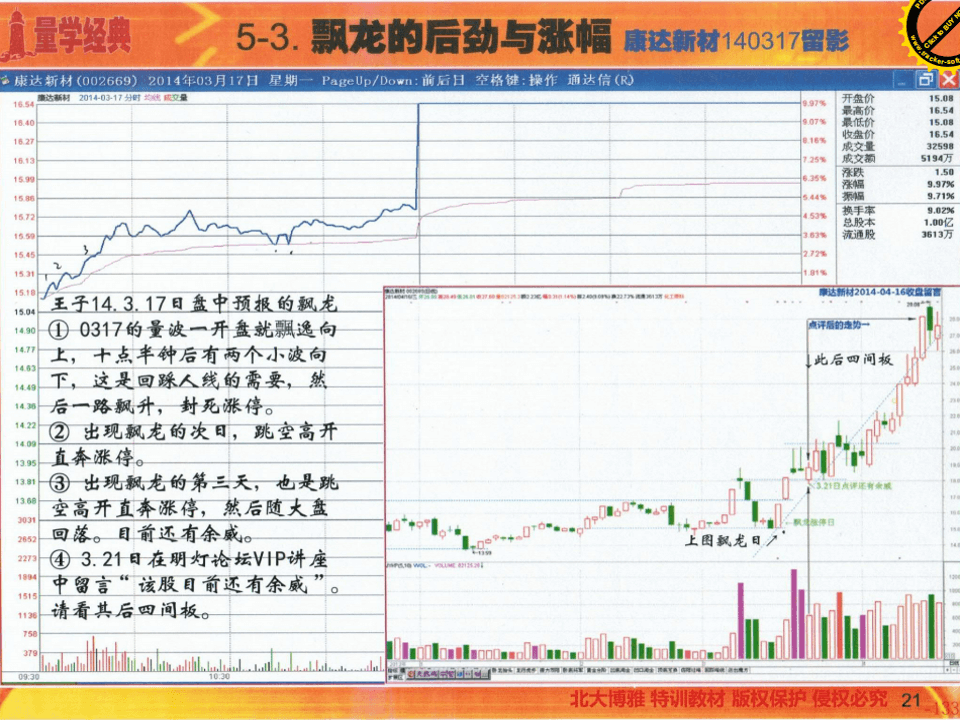 量学经典
5-3. 飘龙的后劲与涨幅 康达新材140317留影
Click to BUY
www.tracker-soft
康达新材(002669) 2014年03月17日 星期一 PageUp/Down:前后日 空格键:操作 通达信(R)
康达新材 2014-03-17 分时 均线 成交量
16.54
16.40
16.27
16.13
15.99
15.86
15.72
15.59
15.45
15.31
15.18
15.04
14.90
14.77
14.63
14.49
14.36
14.22
14.09
13.95
13.81
13.68
3031
2652
2273
1894
1515
1136
758
379
09:30
10:30
1 2 3
9.97%
9.07%
8.16%
7.25%
6.35%
5.44%
4.53%
3.63%
2.72%
1.81%
开盘价 15.08
最高价 16.54
最低价 15.08
收盘价 16.54
成交量 32598
成交额 5194万
涨跌 1.50
涨幅 9.97%
振幅 9.71%
换手率 9.02%
总股本 1.00亿
流通股 3613万
王子14.3.17日盘中预报的飘龙
① 0317的量波一开盘就飘逸向
上，十点半钟后有两个小波向
下，这是回踩人线的需要，然
后一路飘升，封死涨停。
② 出现飘龙的次日，跳空高开
直奔涨停。
③ 出现飘龙的第三天，也是跳
空高开直奔涨停，然后随大盘
回落。目前还有余威。
④ 3.21日在明灯论坛VIP讲座
中留言“该股目前还有余威”。
请看其后四间板。
康达新材2014-04-16收盘留言
点评后的走势→
↓此后四间板
←3.21日点评还有余威
←飘龙涨停日
上图飘龙日↗
←13.59
北大博雅 特训教材 版权保护 侵权必究 21